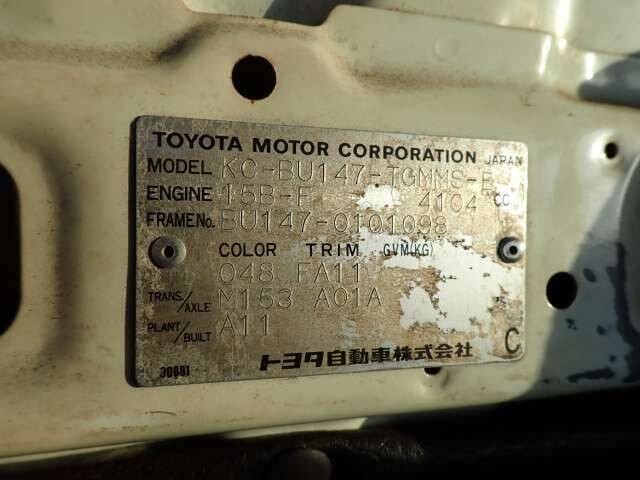 TOYOTA MOTOR CORPORATION JAPAN
MODEL KC-BU147-TGMMS-E
ENGINE 15B-F 4104 CC
FRAME No. BU147-0101098
COLOR TRIM GVM(KG)
048 FA11
TRANS./AXLE M153 A01A
PLANT/BUILT A11
トヨタ自動車株式会社 C
30881